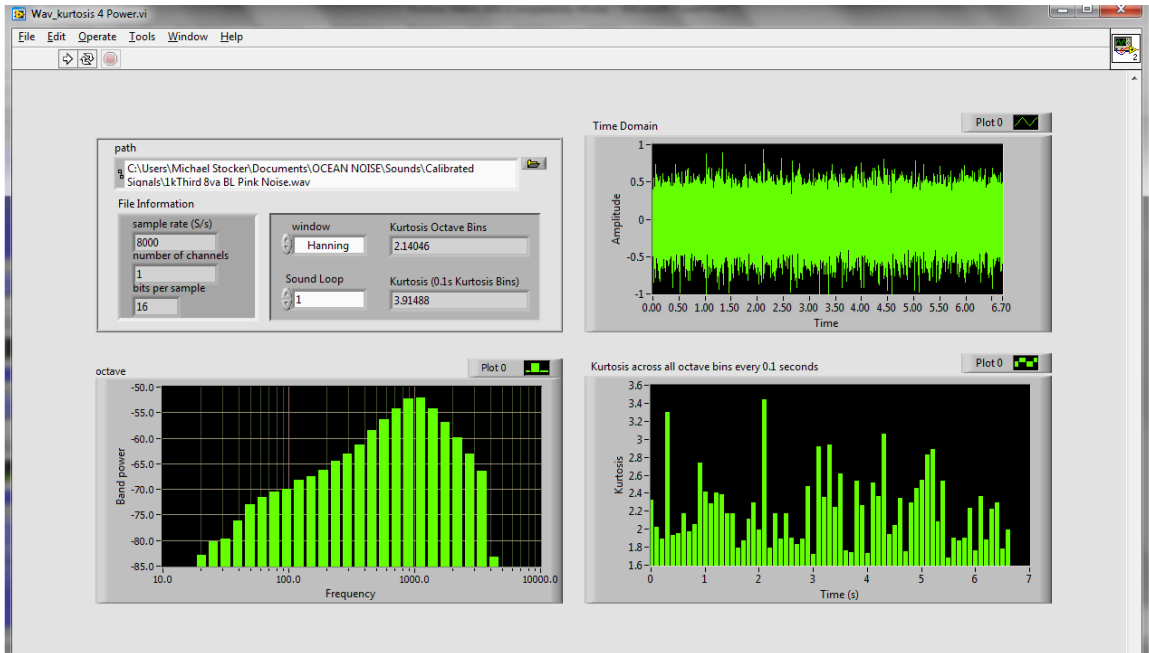 Wav_kurtosis 4 Power.vi
File Edit Operate Tools Window Help
2
path
C:\Users\Michael Stocker\Documents\OCEAN NOISE\Sounds\Calibrated
Signals\1kThird 8va BL Pink Noise.wav
File Information
sample rate (S/s)
8000
number of channels
1
bits per sample
16
window
Hanning
Sound Loop
1
Kurtosis Octave Bins
2.14046
Kurtosis (0.1s Kurtosis Bins)
3.91488
Time Domain
Plot 0
Amplitude
1
0.5
0
-0.5
-1
0.00 0.50 1.00 1.50 2.00 2.50 3.00 3.50 4.00 4.50 5.00 5.50 6.00 6.70
Time
octave
Plot 0
Band power
-50.0
-55.0
-60.0
-65.0
-70.0
-75.0
-80.0
-85.0
10.0 100.0 1000.0 10000.0
Frequency
Kurtosis across all octave bins every 0.1 seconds
Plot 0
Kurtosis
3.6
3.4
3.2
3
2.8
2.6
2.4
2.2
2
1.8
1.6
0 1 2 3 4 5 6 7
Time (s)